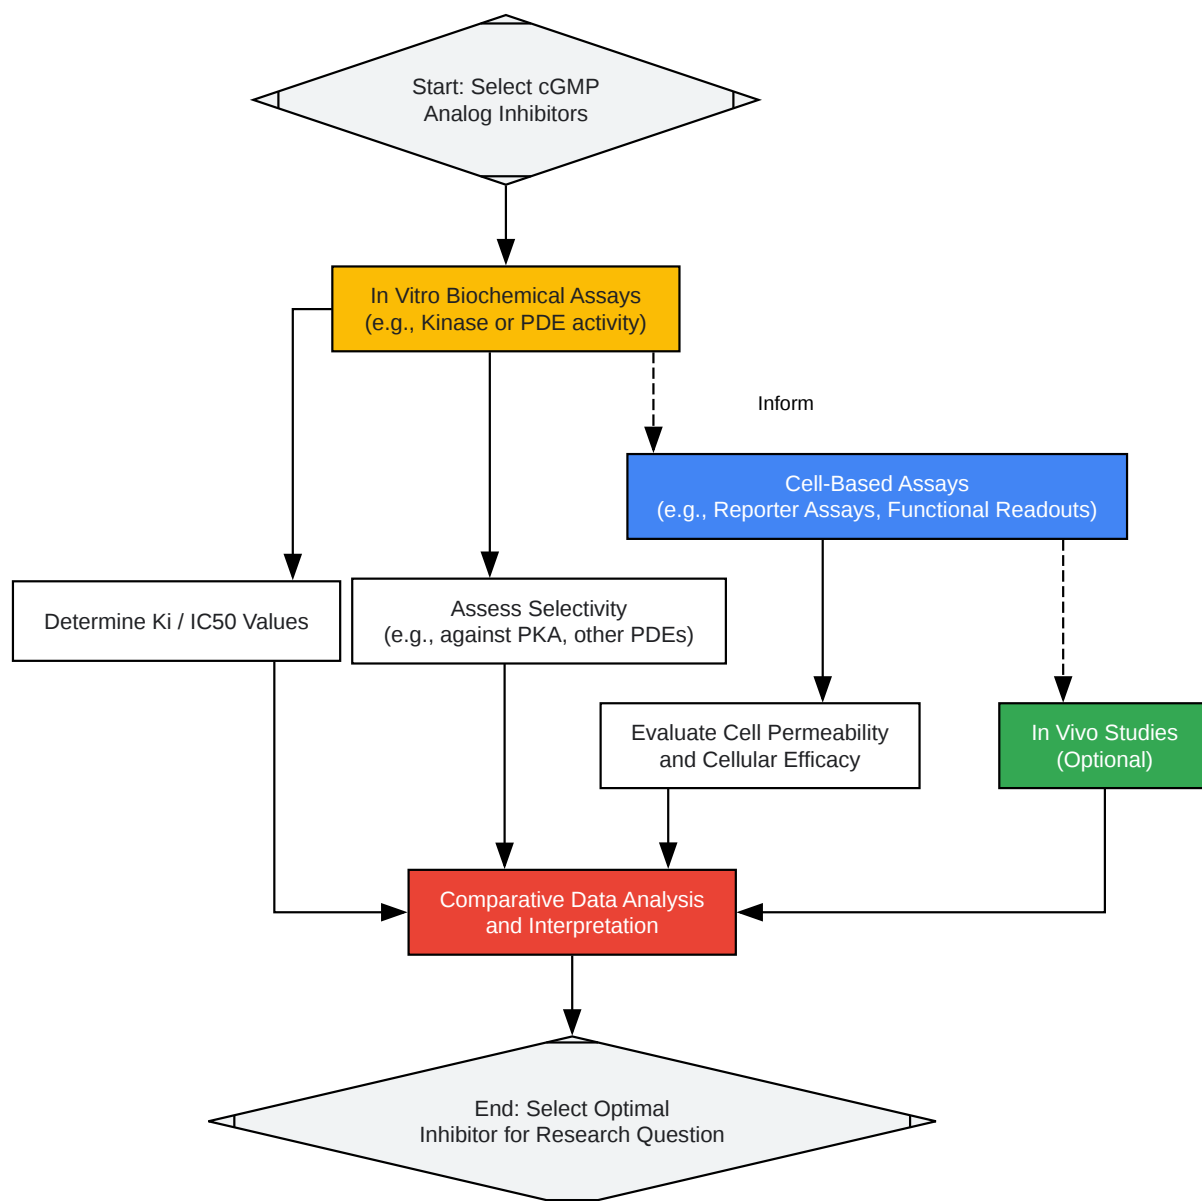 Start: Select cGMP
Analog Inhibitors
In Vitro Biochemical Assays
(e.g., Kinase or PDE activity)
Inform
Cell-Based Assays
(e.g., Reporter Assays, Functional Readouts)
Determine Ki / IC50 Values
Assess Selectivity
(e.g., against PKA, other PDEs)
Evaluate Cell Permeability
and Cellular Efficacy
In Vivo Studies
(Optional)
Comparative Data Analysis
and Interpretation
End: Select Optimal
Inhibitor for Research Question